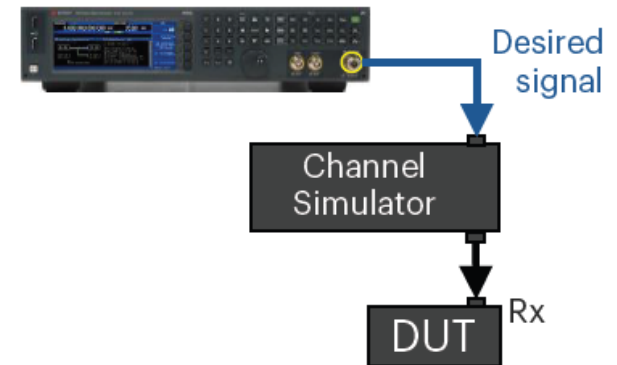 Desired
signal
Channel
Simulator
Rx
DUT